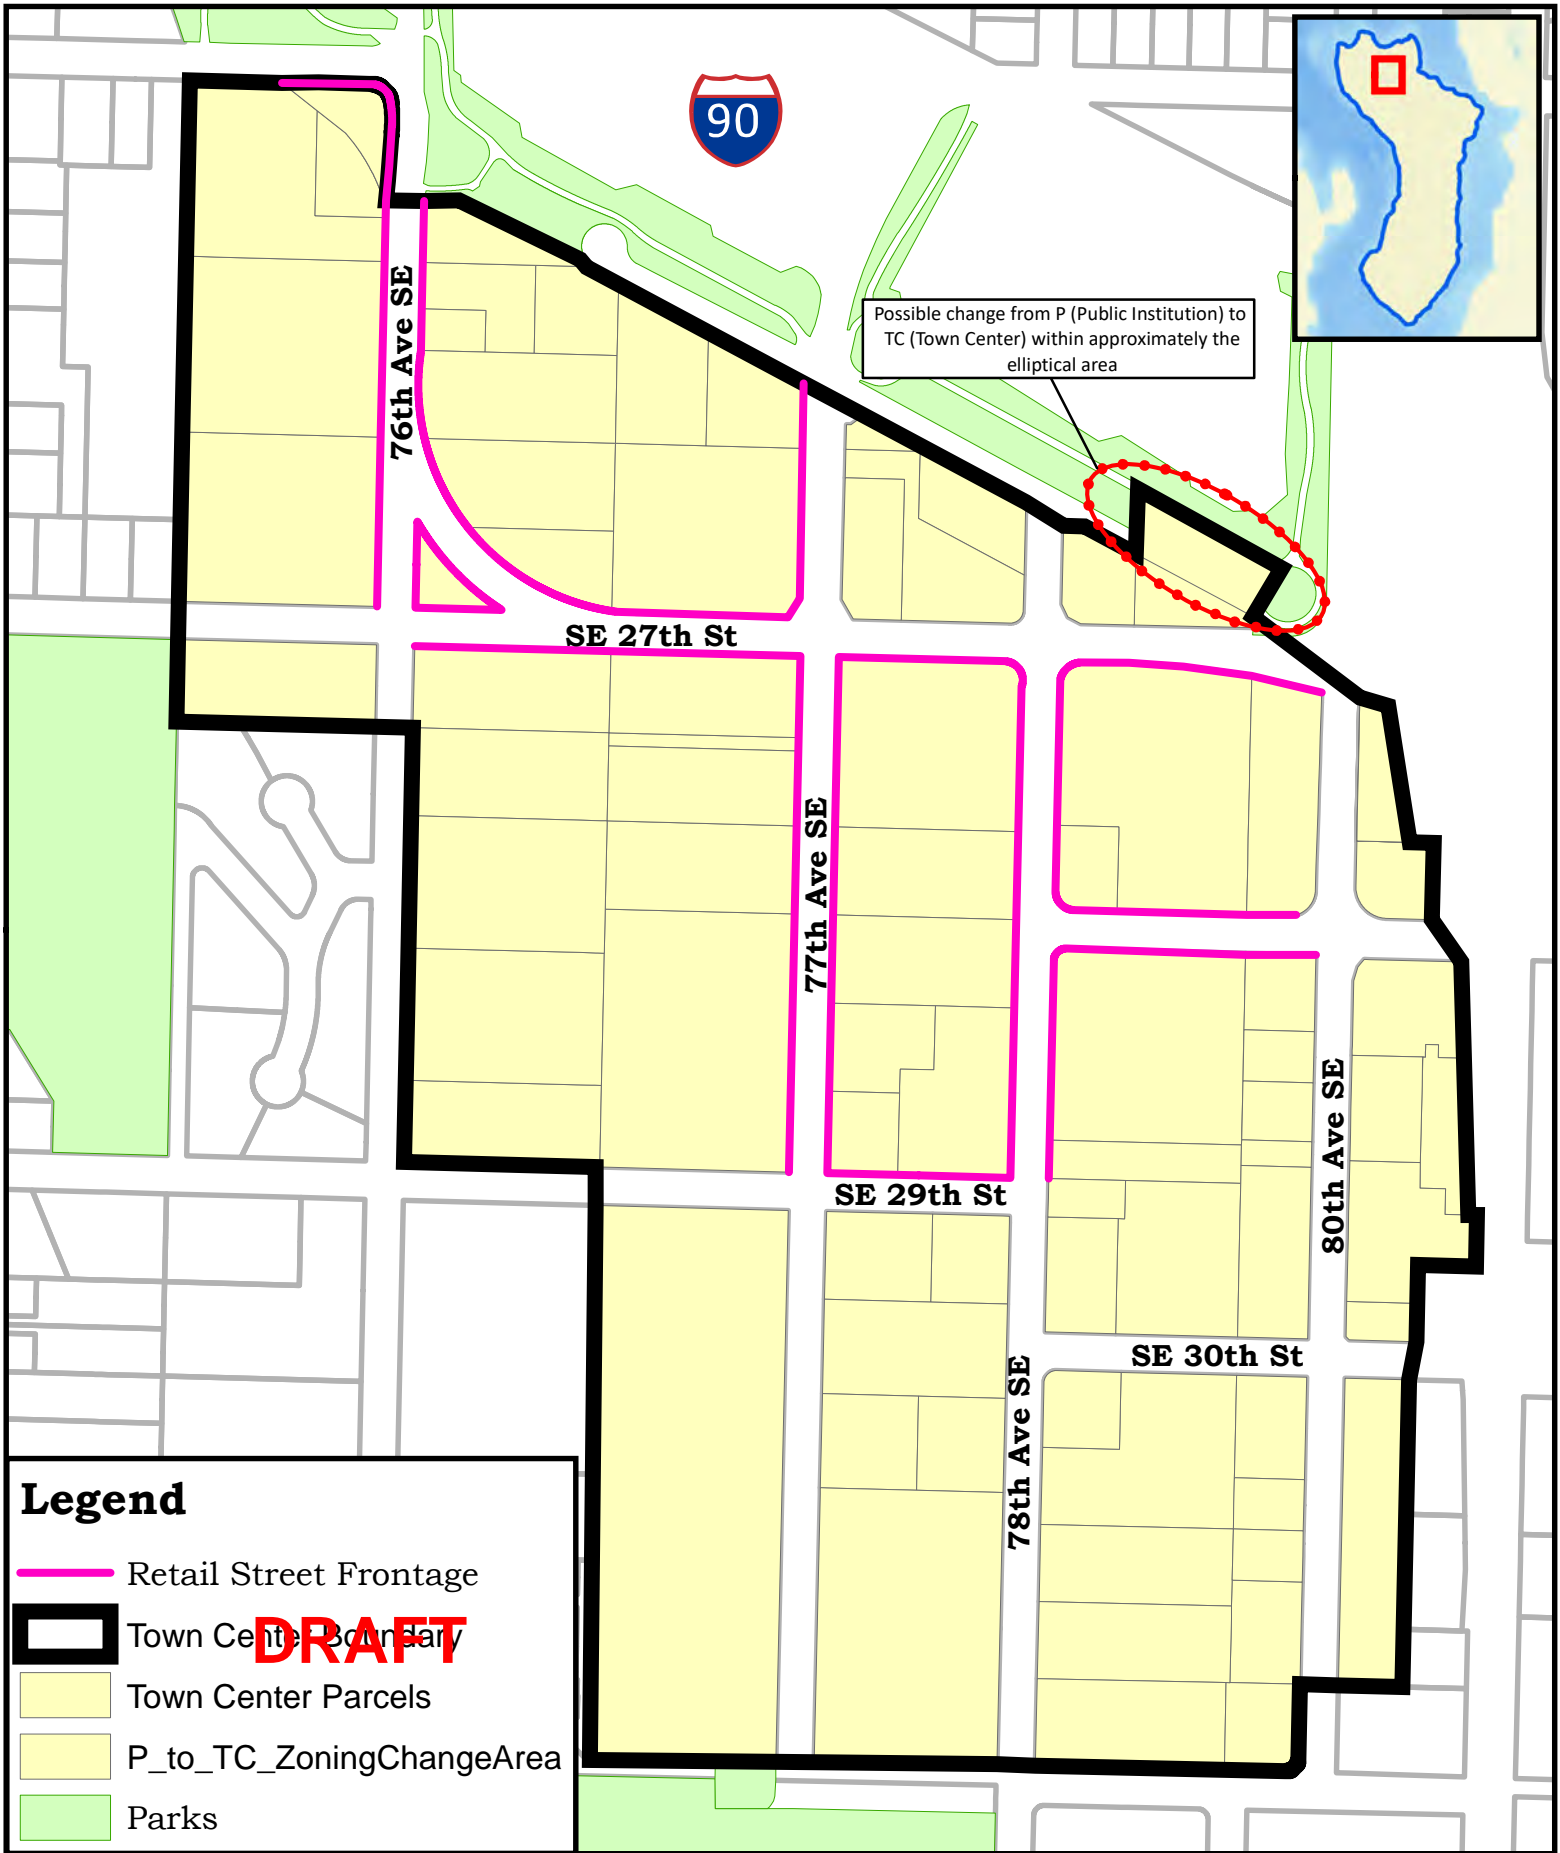 90
Possible change from P (Public Institution) to
TC (Town Center) within approximately the
elliptical area
76th Ave SE
SE 27th St
77th Ave SE
80th Ave SE
SE 29th St
SE 30th St
78th Ave SE
Legend
Retail Street Frontage
Town Center Boundary
DRAFT
Town Center Parcels
P_to_TC_ZoningChangeArea
Parks